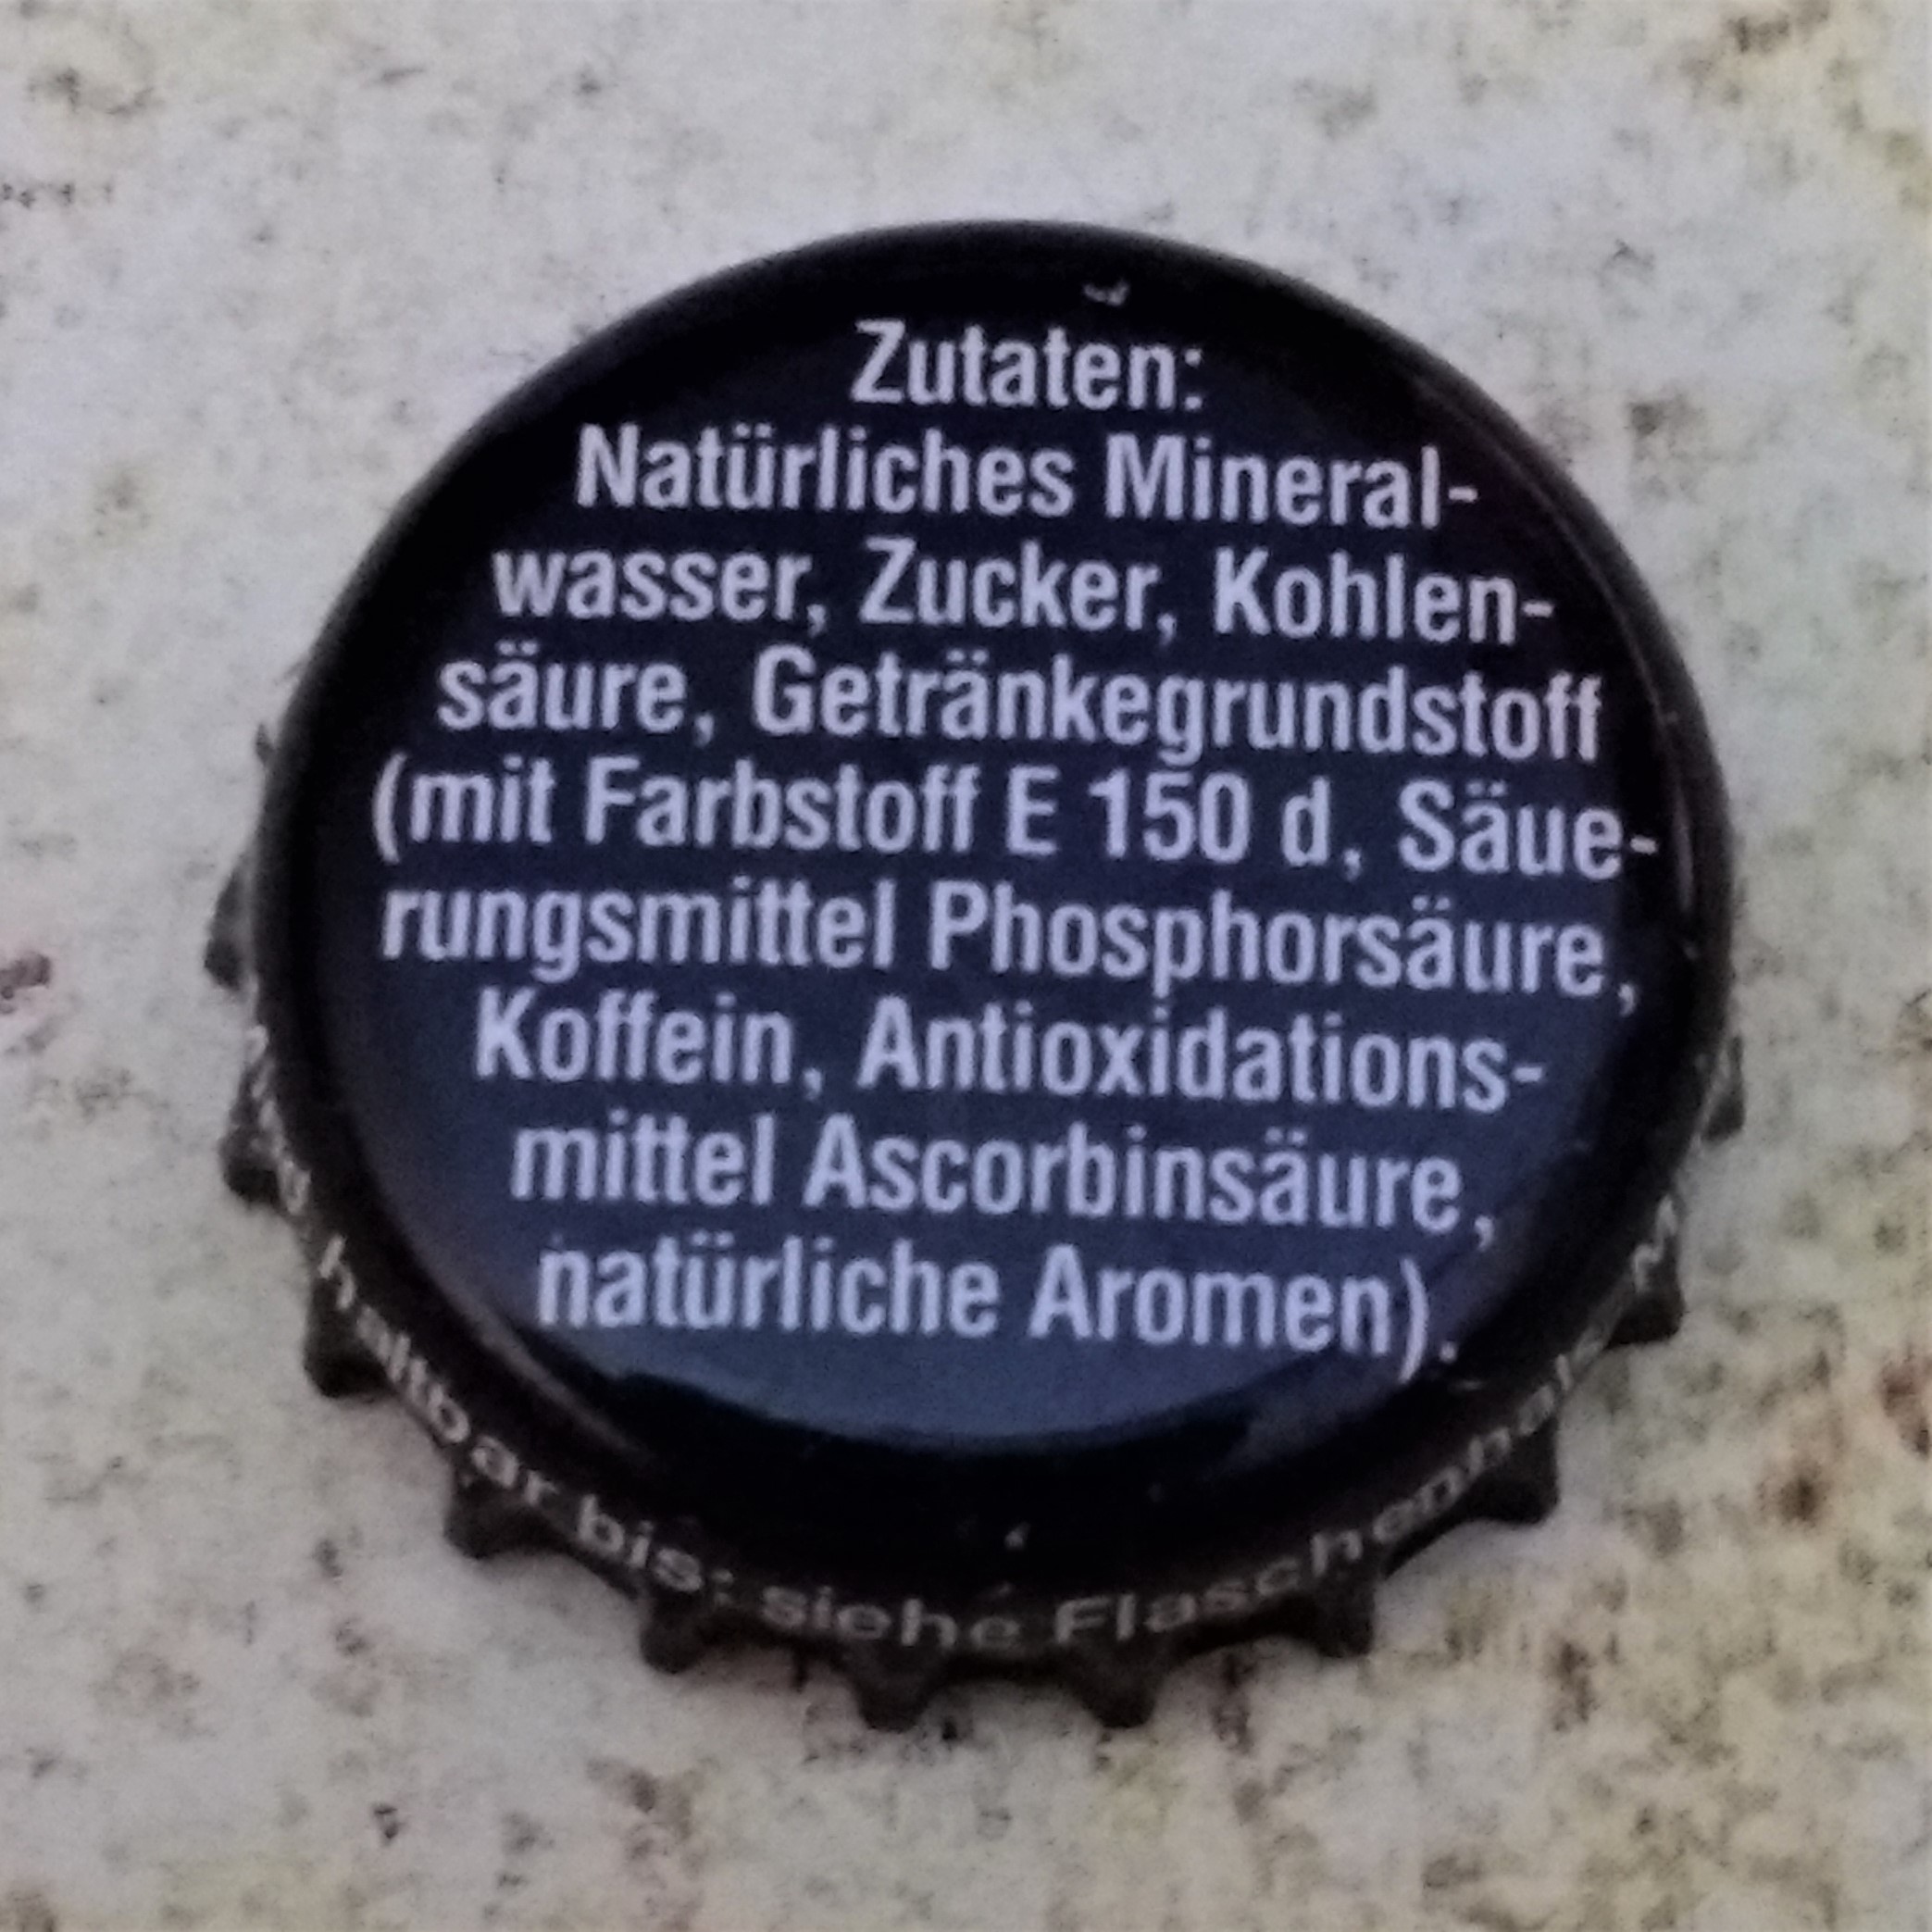 Zutaten:
Natürliches Mineral-
wasser, Zucker, Kohlen-
säure, Getränkegrundstoff
(mit Farbstoff E 150 d, Säue-
rungsmittel Phosphorsäure,
Koffein, Antioxidations-
mittel Ascorbinsäure,
natürliche Aromen).
haltbar bis: siehe Flaschenhals